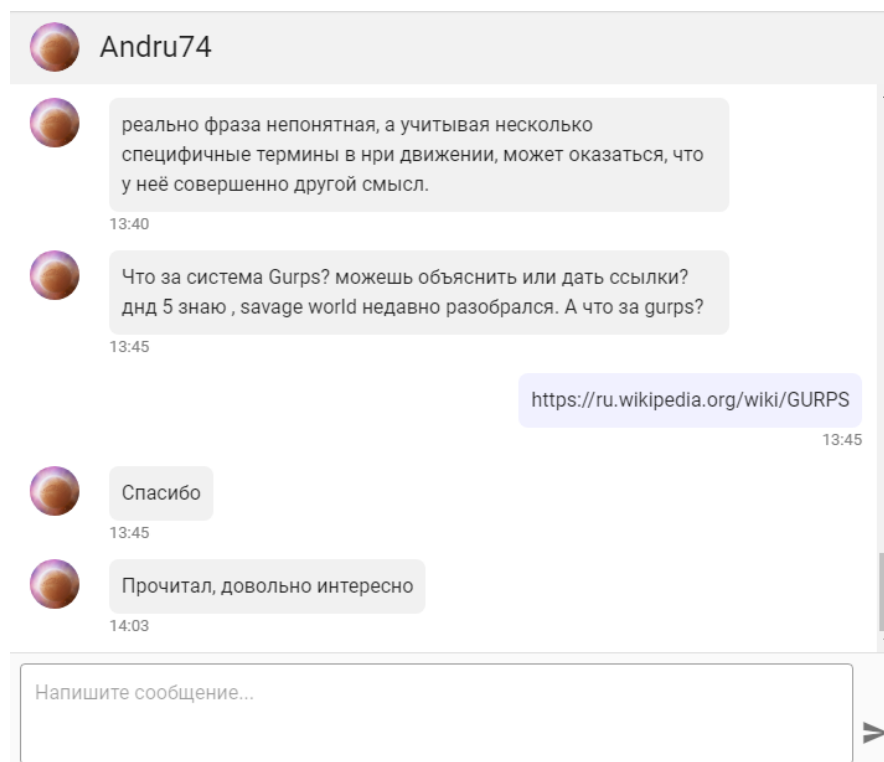 Andru74
реально фраза непонятная, а учитывая несколько
специфичные термины в нри движении, может оказаться, что
у неё совершенно другой смысл.
13:40
Что за система Gurps? можешь объяснить или дать ссылки?
днд 5 знаю , savage world недавно разобрался. А что за gurps?
13:45
https://ru.wikipedia.org/wiki/GURPS
13:45
Спасибо
13:45
Прочитал, довольно интересно
14:03
Напишите сообщение...